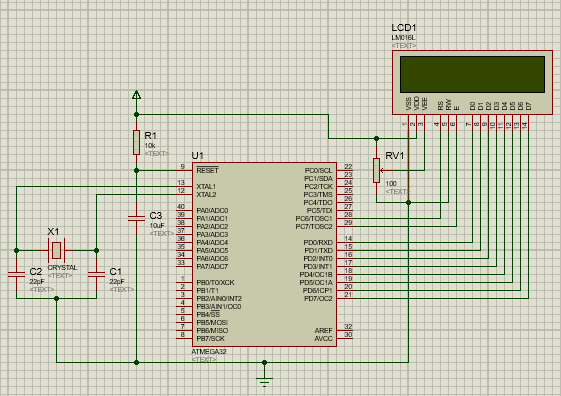 LCD1
LM016L
<TEXT>
VSS
VDD
VEE
RS
RW
E
D0
D1
D2
D3
D4
D5
D6
D7
1
2
3
4
5
6
7
8
9
10
11
12
13
14
R1
10k
<TEXT>
U1
RV1
100
<TEXT>
9 RESET PC0/SCL 22
PC1/SDA 23
13 XTAL1 PC2/TCK 24
12 XTAL2 PC3/TMS 25
PC4/TDO 26
40 PA0/ADC0 PC5/TDI 27
39 PA1/ADC1 PC6/TOSC1 28
38 PA2/ADC2 PC7/TOSC2 29
37 PA3/ADC3
36 PA4/ADC4 PD0/RXD 14
35 PA5/ADC5 PD1/TXD 15
34 PA6/ADC6 PD2/INT0 16
33 PA7/ADC7 PD3/INT1 17
PD4/OC1B 18
1 PB0/T0/XCK PD5/OC1A 19
2 PB1/T1 PD6/ICP1 20
3 PB2/AIN0/INT2 PD7/OC2 21
4 PB3/AIN1/OC0
5 PB4/SS
6 PB5/MOSI
7 PB6/MISO AREF 32
8 PB7/SCK AVCC 30
ATMEGA32
<TEXT>
C3
10uF
<TEXT>
X1
CRYSTAL
<TEXT>
C2
22pF
<TEXT>
C1
22pF
<TEXT>